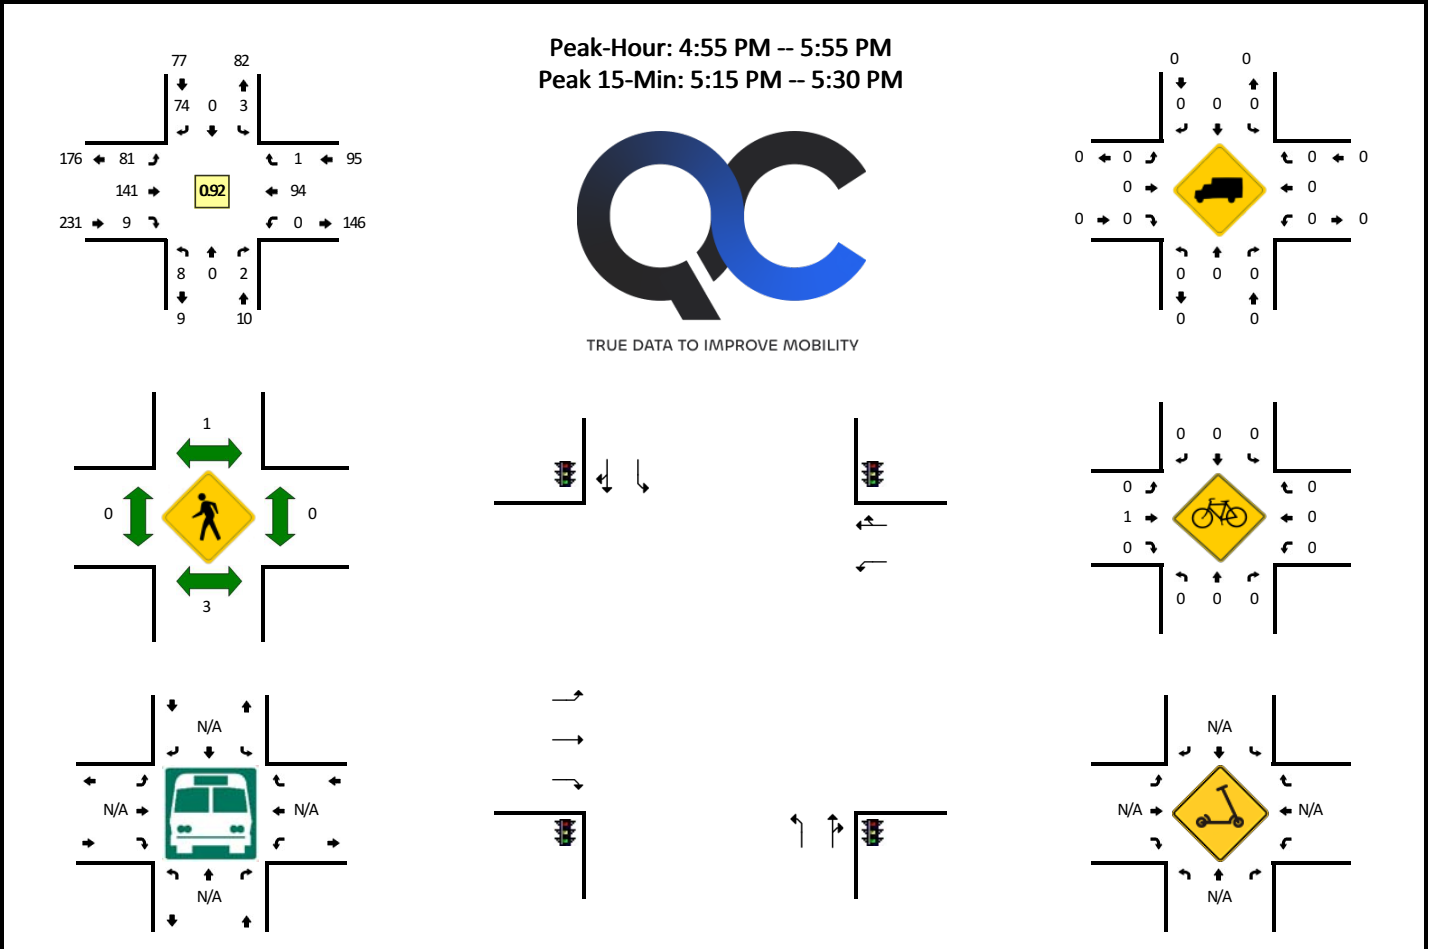 Peak-Hour: 4:55 PM -- 5:55 PM
Peak 15-Min: 5:15 PM -- 5:30 PM
77 82
74 0 3
176 81 1 95
141 0.92 94
231 9 0 146
8 0 2
9 10
TRUE DATA TO IMPROVE MOBILITY
0 0
0 0 0
0 0 0 0
0 0
0 0 0 0
0 0 0
0 0
1
0 0
3
0 0 0
0 0
1 0
0 0
0 0 0
N/A
N/A N/A
N/A
N/A
N/A N/A
N/A